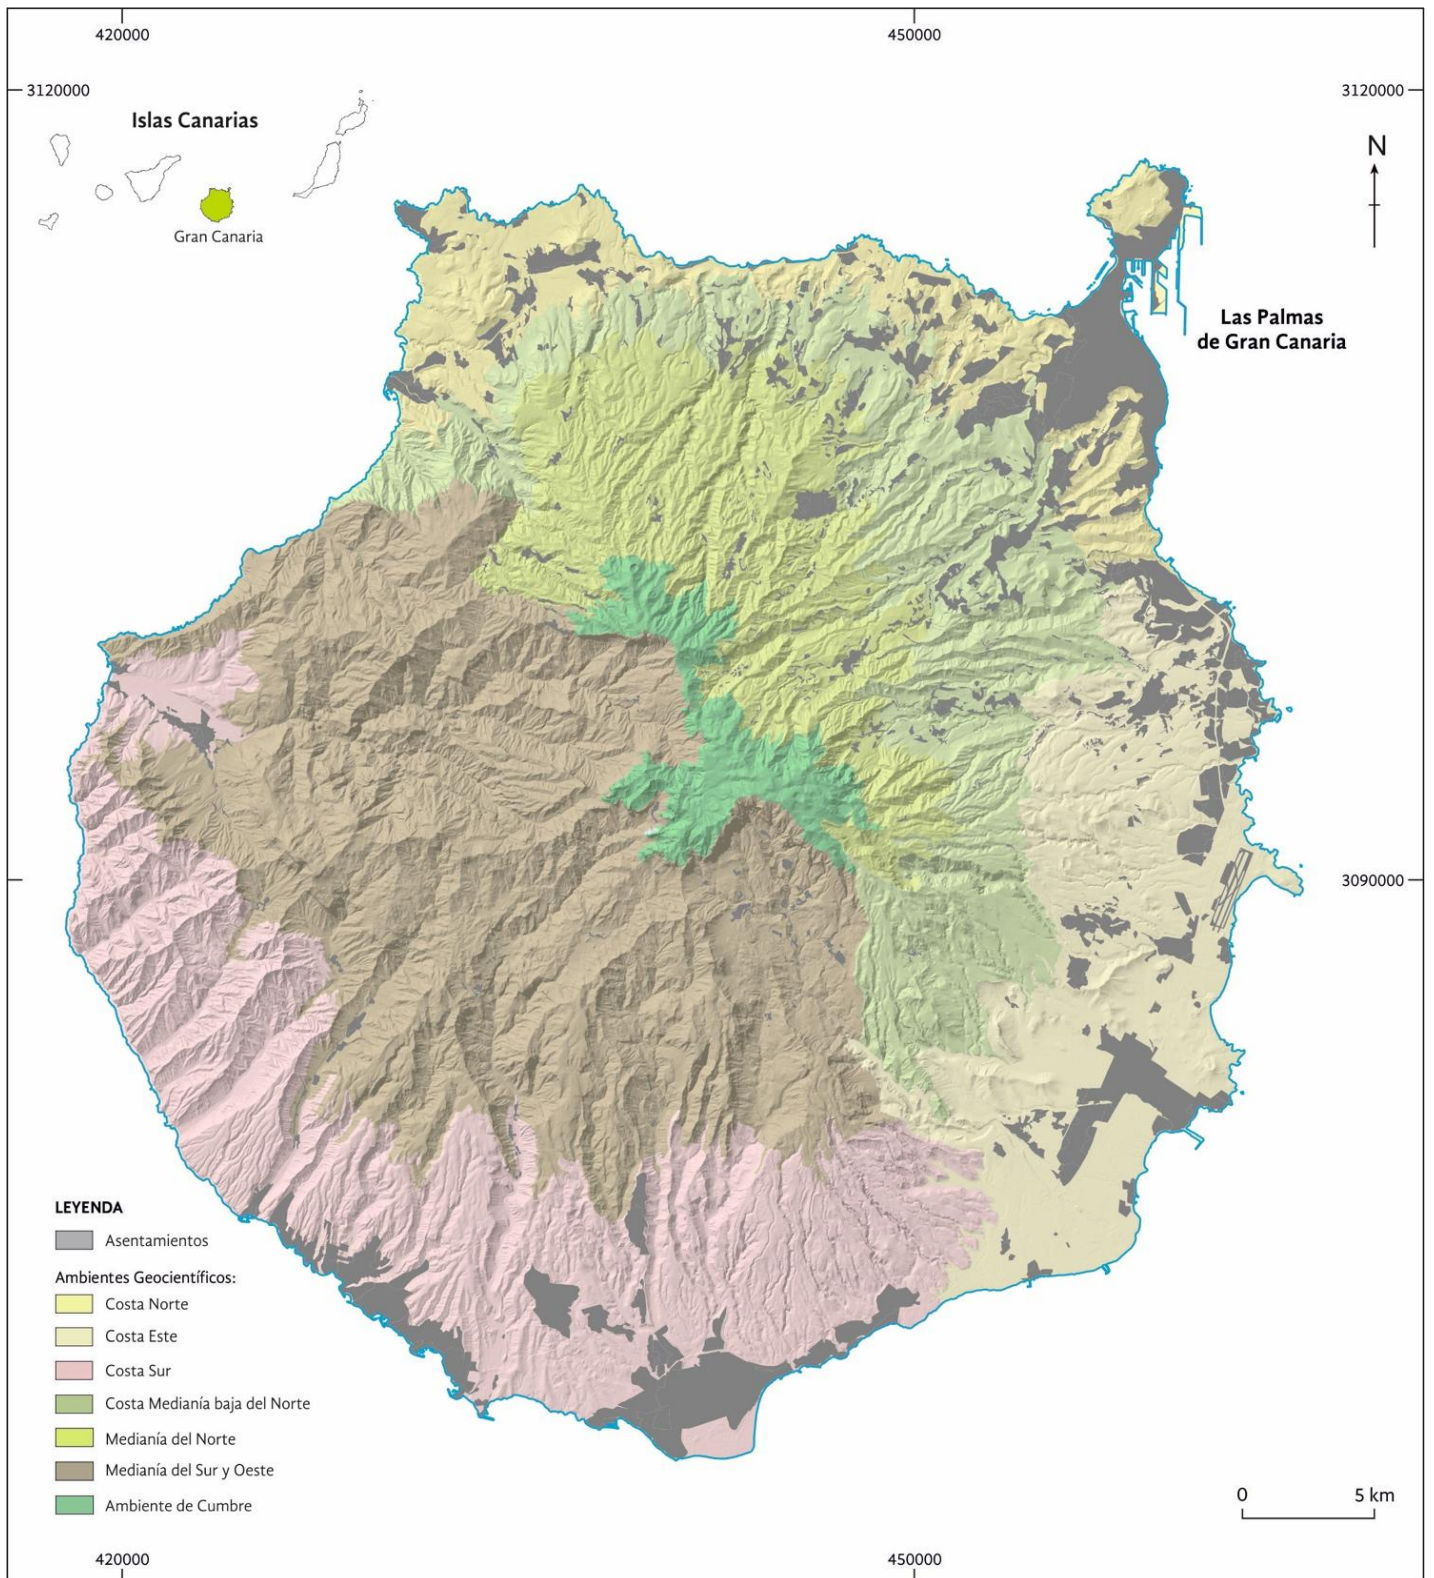 420000
450000
3120000
3120000
Islas Canarias
Gran Canaria
N
Las Palmas
de Gran Canaria
3090000
LEYENDA
Asentamientos
Ambientes Geocientíficos:
Costa Norte
Costa Este
Costa Sur
Costa Medianía baja del Norte
Medianía del Norte
Medianía del Sur y Oeste
Ambiente de Cumbre
0
5 km
420000
450000